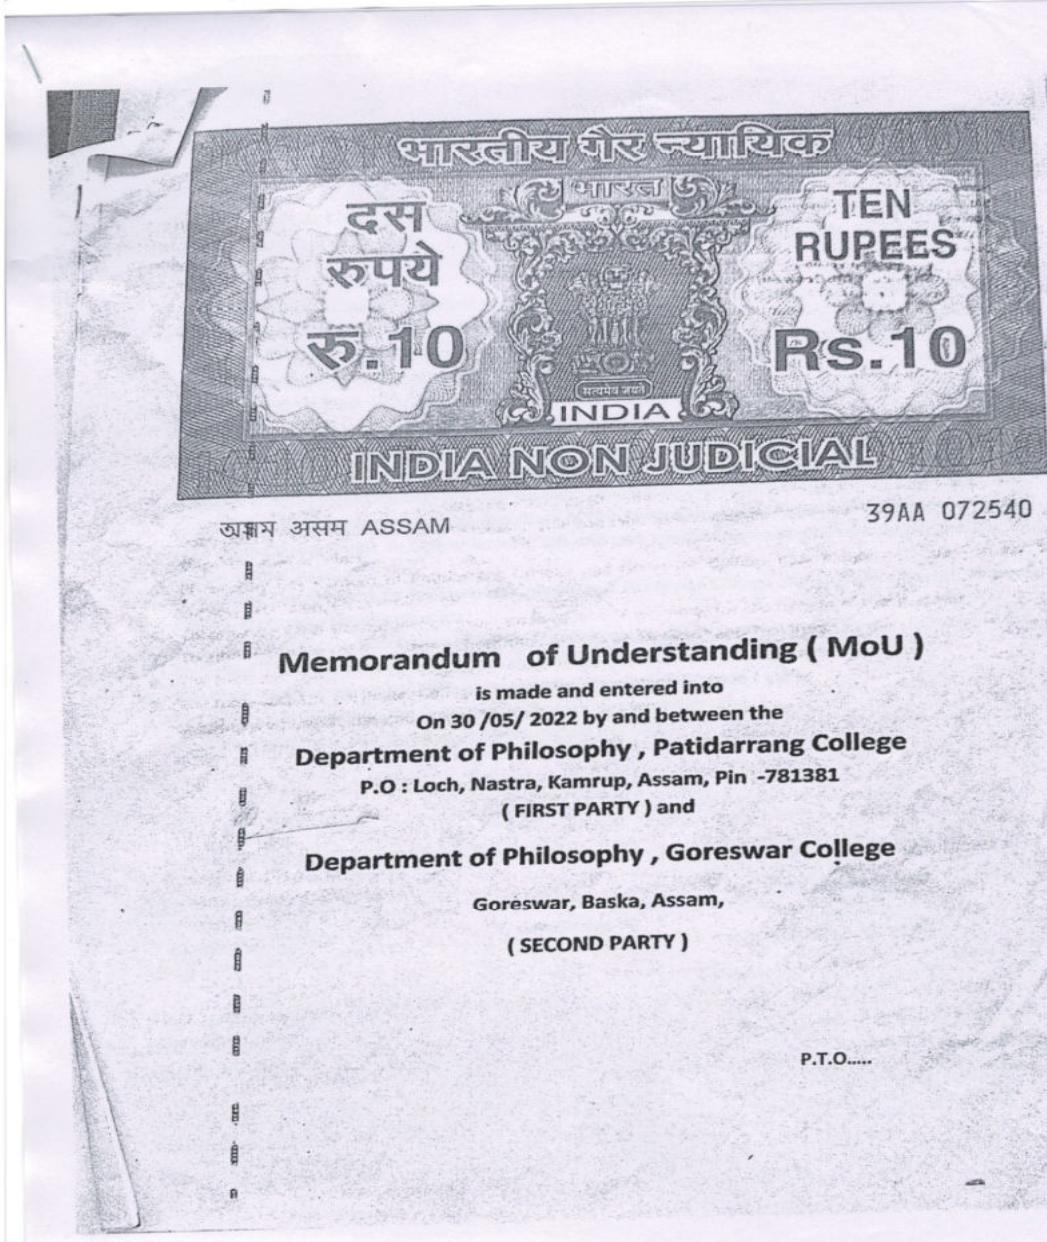 भारतीय गैर न्यायिक
भारत
दस
रुपये
रु.10
TEN
RUPEES
Rs.10
सत्यमेव जयते
INDIA
INDIA NON JUDICIAL
অসম असम ASSAM
39AA 072540
Memorandum of Understanding ( MoU )
is made and entered into
On 30 /05/ 2022 by and between the
Department of Philosophy , Patidarrang College
P.O : Loch, Nastra, Kamrup, Assam, Pin -781381
( FIRST PARTY ) and
Department of Philosophy , Goreswar College
Goreswar, Baska, Assam,
( SECOND PARTY )
P.T.O.....